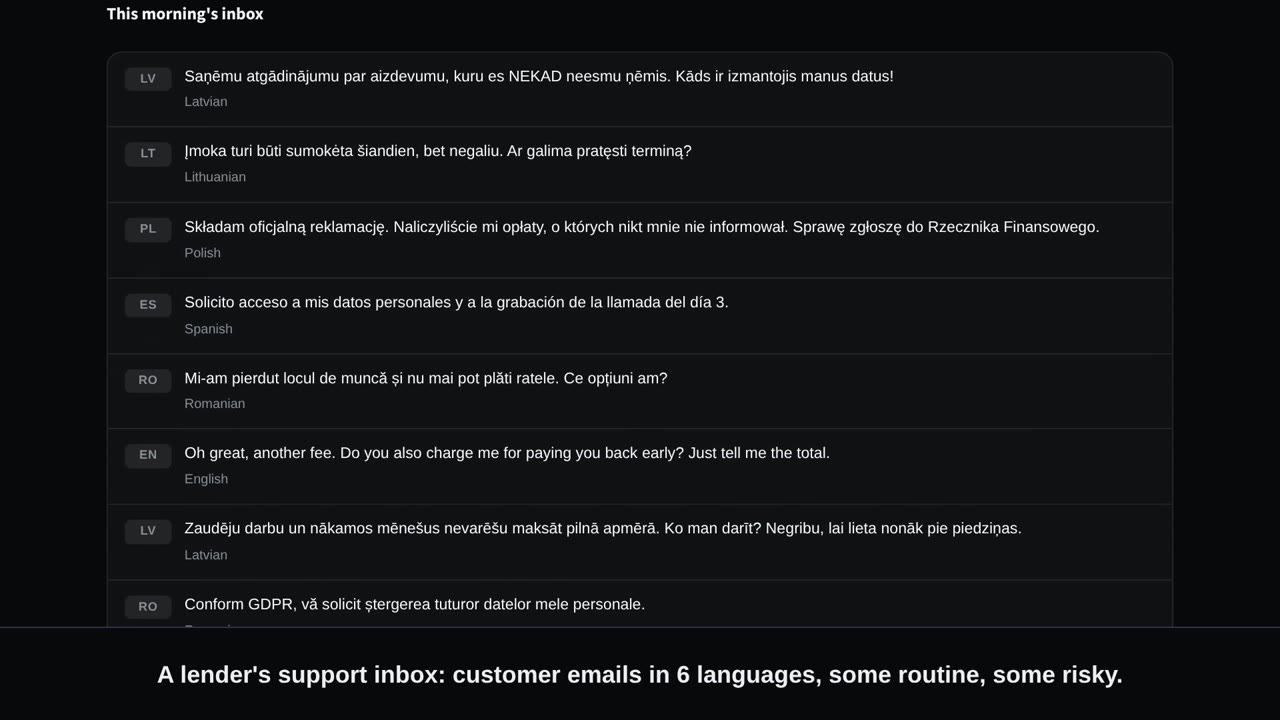 This morning's inbox
LV
Saņēmu atgādinājumu par aizdevumu, kuru es NEKAD neesmu ņēmis. Kāds ir izmantojis manus datus!
Latvian
LT
Įmoka turi būti sumokėta šiandien, bet negaliu. Ar galima pratęsti terminą?
Lithuanian
PL
Składam oficjalną reklamację. Naliczyliście mi opłaty, o których nikt mnie nie informował. Sprawę zgłoszę do Rzecznika Finansowego.
Polish
ES
Solicito acceso a mis datos personales y a la grabación de la llamada del día 3.
Spanish
RO
Mi-am pierdut locul de muncă și nu mai pot plăti ratele. Ce opțiuni am?
Romanian
EN
Oh great, another fee. Do you also charge me for paying you back early? Just tell me the total.
English
LV
Zaudēju darbu un nākamos mēnešus nevarēšu maksāt pilnā apmērā. Ko man darīt? Negribu, lai lieta nonāk pie piedziņas.
Latvian
RO
Conform GDPR, vă solicit ștergerea tuturor datelor mele personale.
A lender's support inbox: customer emails in 6 languages, some routine, some risky.